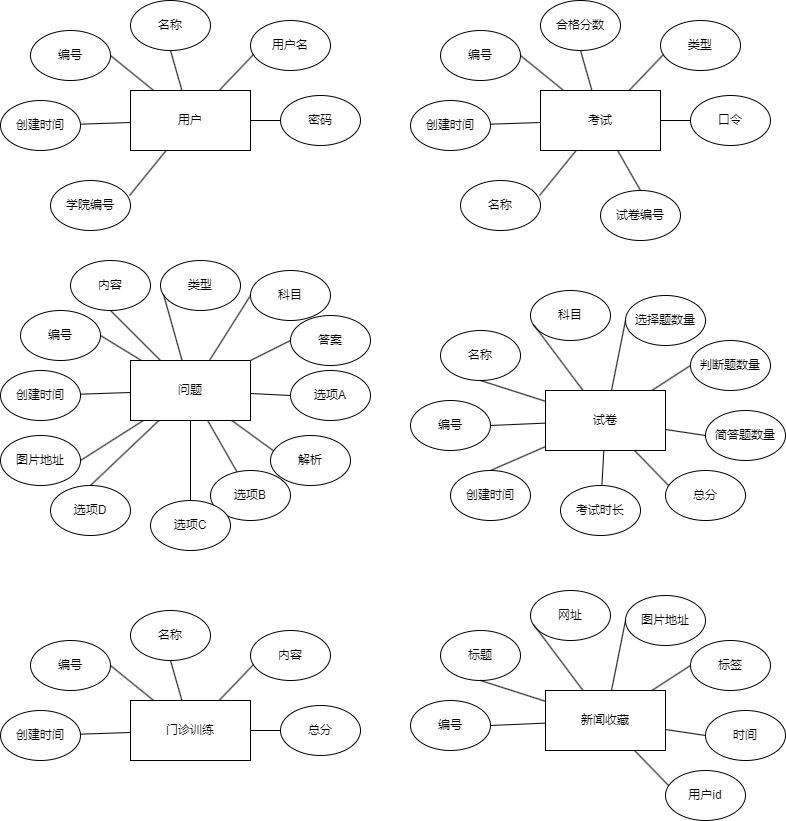 名称
编号
用户名
创建时间
用户
密码
学院编号
合格分数
编号
类型
创建时间
考试
口令
名称
试卷编号
内容
类型
科目
编号
答案
创建时间
问题
选项A
图片地址
解析
选项D
选项B
选项C
科目
选择题数量
名称
判断题数量
编号
试卷
简答题数量
创建时间
考试时长
总分
名称
编号
内容
创建时间
门诊训练
总分
网址
图片地址
标题
标签
编号
新闻收藏
时间
用户id